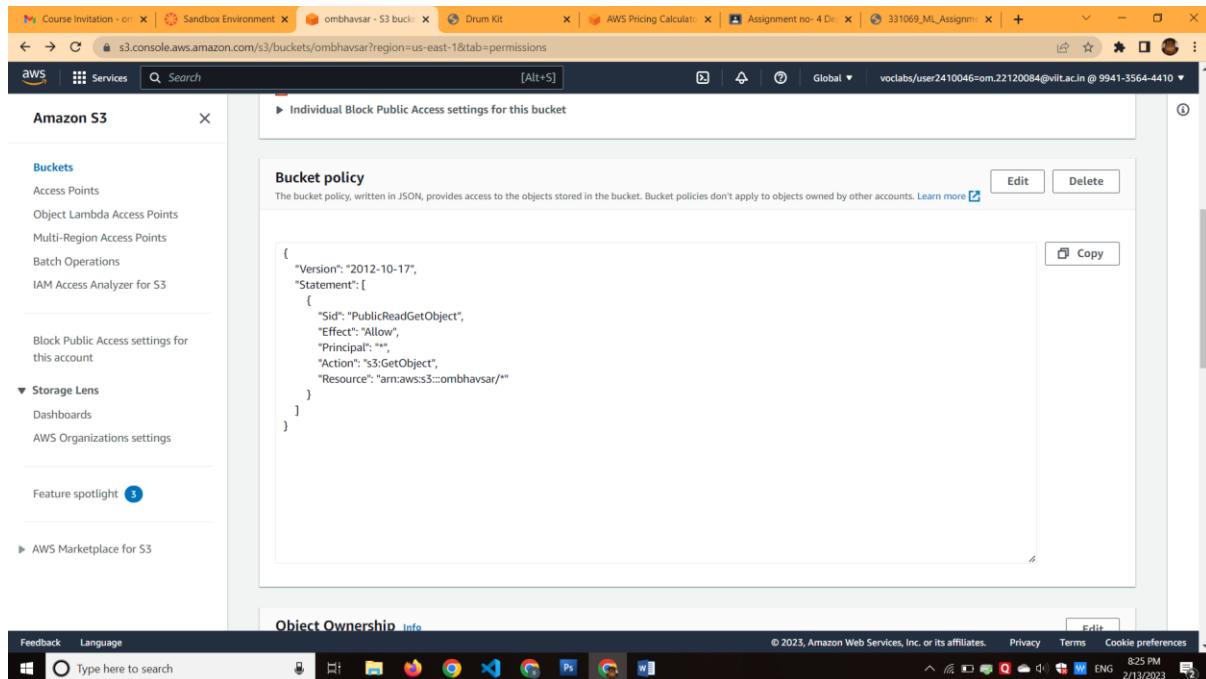 Course Invitation - om
Sandbox Environment
ombhavsar - S3 bucke
Drum Kit
AWS Pricing Calculato
Assignment no- 4 De
331069_ML_Assignm
s3.console.aws.amazon.com/s3/buckets/ombhavsar?region=us-east-1&tab=permissions
aws
Services
Search
[Alt+S]
Global
voclabs/user2410046=om.22120084@viit.ac.in @ 9941-3564-4410
Amazon S3
Buckets
Access Points
Object Lambda Access Points
Multi-Region Access Points
Batch Operations
IAM Access Analyzer for S3
Block Public Access settings for
this account
Storage Lens
Dashboards
AWS Organizations settings
Feature spotlight 3
AWS Marketplace for S3
Individual Block Public Access settings for this bucket
Bucket policy
The bucket policy, written in JSON, provides access to the objects stored in the bucket. Bucket policies don't apply to objects owned by other accounts. Learn more
Edit
Delete
Copy
{
"Version": "2012-10-17",
"Statement": [
{
"Sid": "PublicReadGetObject",
"Effect": "Allow",
"Principal": "*",
"Action": "s3:GetObject",
"Resource": "arn:aws:s3:::ombhavsar/*"
}
]
}
Object Ownership Info
Edit
Feedback
Language
© 2023, Amazon Web Services, Inc. or its affiliates.
Privacy
Terms
Cookie preferences
Type here to search
Ps
ENG
8:25 PM
2/13/2023